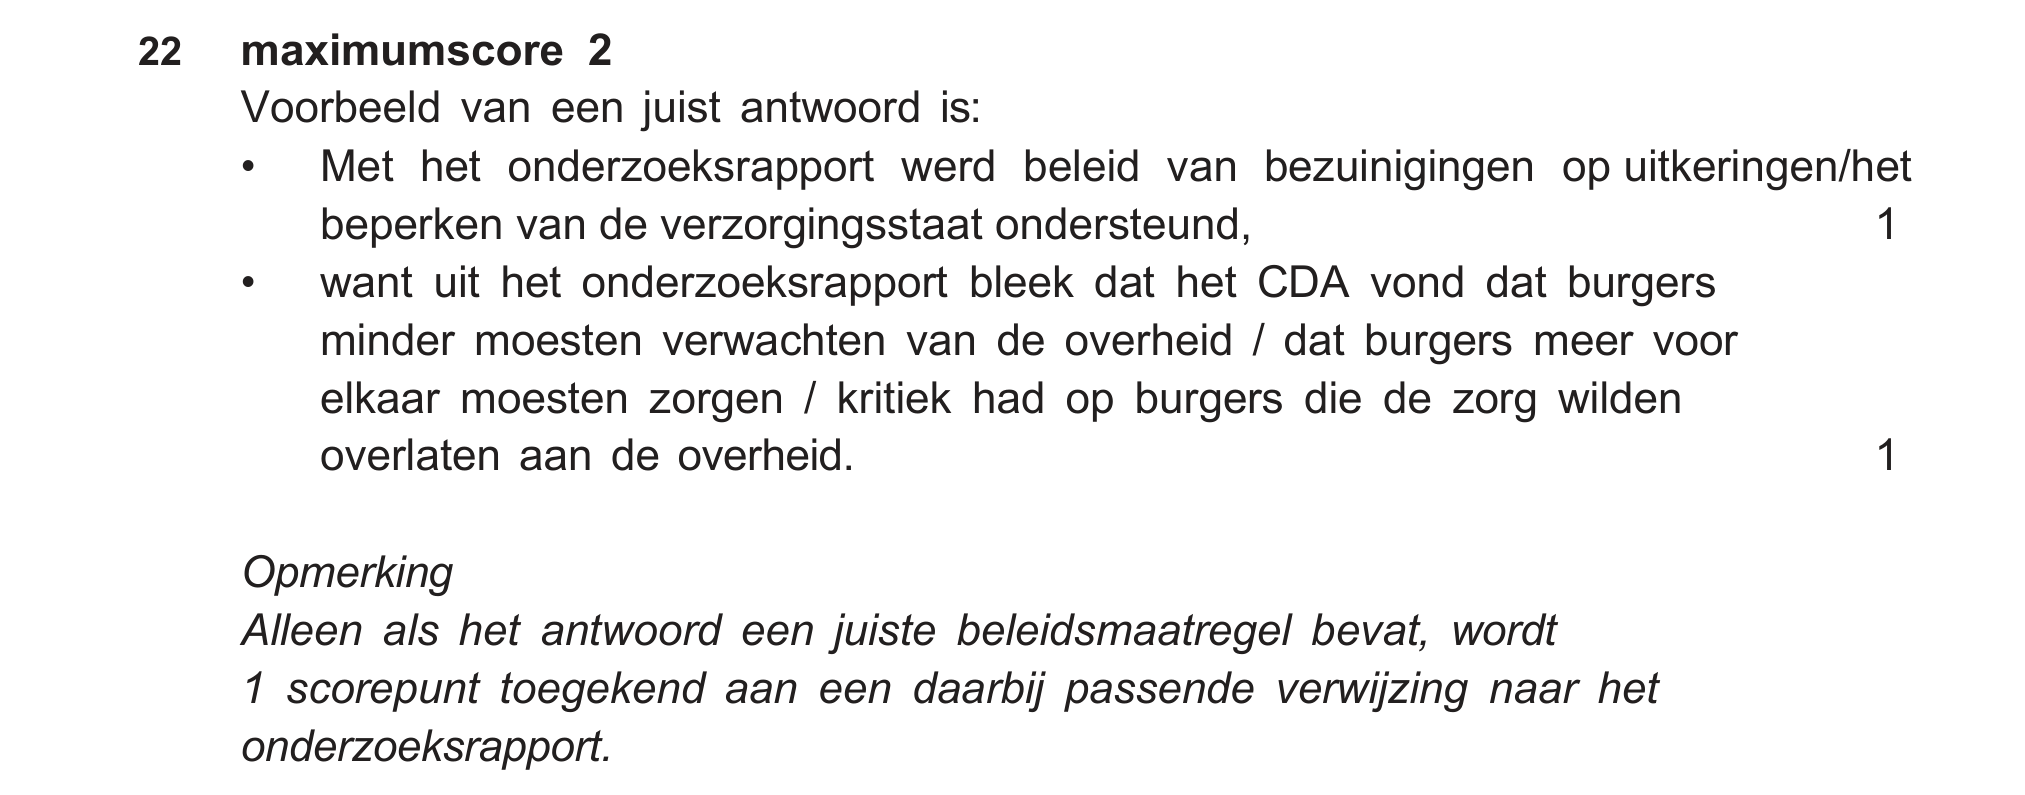 22 maximumscore 2
Voorbeeld van een juist antwoord is:
• Met het onderzoeksrapport werd beleid van bezuinigingen op uitkeringen/het
beperken van de verzorgingsstaat ondersteund, 1
• want uit het onderzoeksrapport bleek dat het CDA vond dat burgers
minder moesten verwachten van de overheid / dat burgers meer voor
elkaar moesten zorgen / kritiek had op burgers die de zorg wilden
overlaten aan de overheid. 1
Opmerking
Alleen als het antwoord een juiste beleidsmaatregel bevat, wordt
1 scorepunt toegekend aan een daarbij passende verwijzing naar het
onderzoeksrapport.